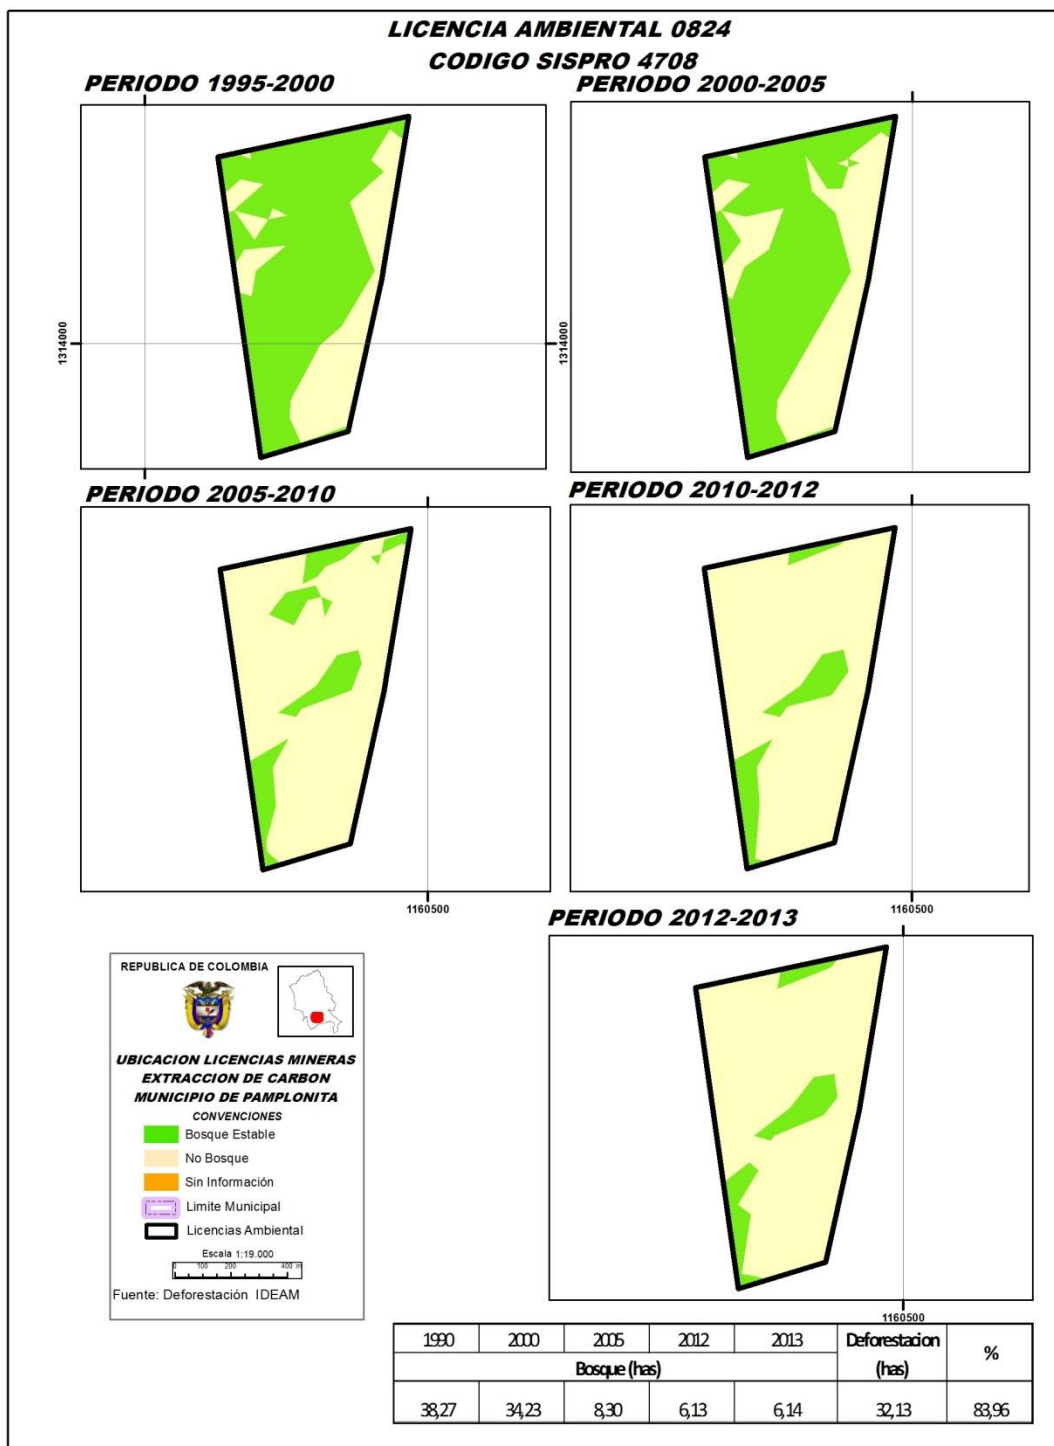 LICENCIA AMBIENTAL 0824
CODIGO SISPRO 4708
PERIODO 1995-2000
PERIODO 2000-2005
1314000
1314000
PERIODO 2005-2010
PERIODO 2010-2012
1160500
1160500
PERIODO 2012-2013
1160500
REPUBLICA DE COLOMBIA
UBICACION LICENCIAS MINERAS
EXTRACCION DE CARBON
MUNICIPIO DE PAMPLONITA
CONVENCIONES
Bosque Estable
No Bosque
Sin Información
Limite Municipal
Licencias Ambiental
Escala 1:19.000
0 100 200 400 m
Fuente: Deforestación IDEAM
1990 2000 2005 2012 2013 Deforestacion %
Bosque (has) (has)
38,27 34,23 8,30 6,13 6,14 32,13 83,96